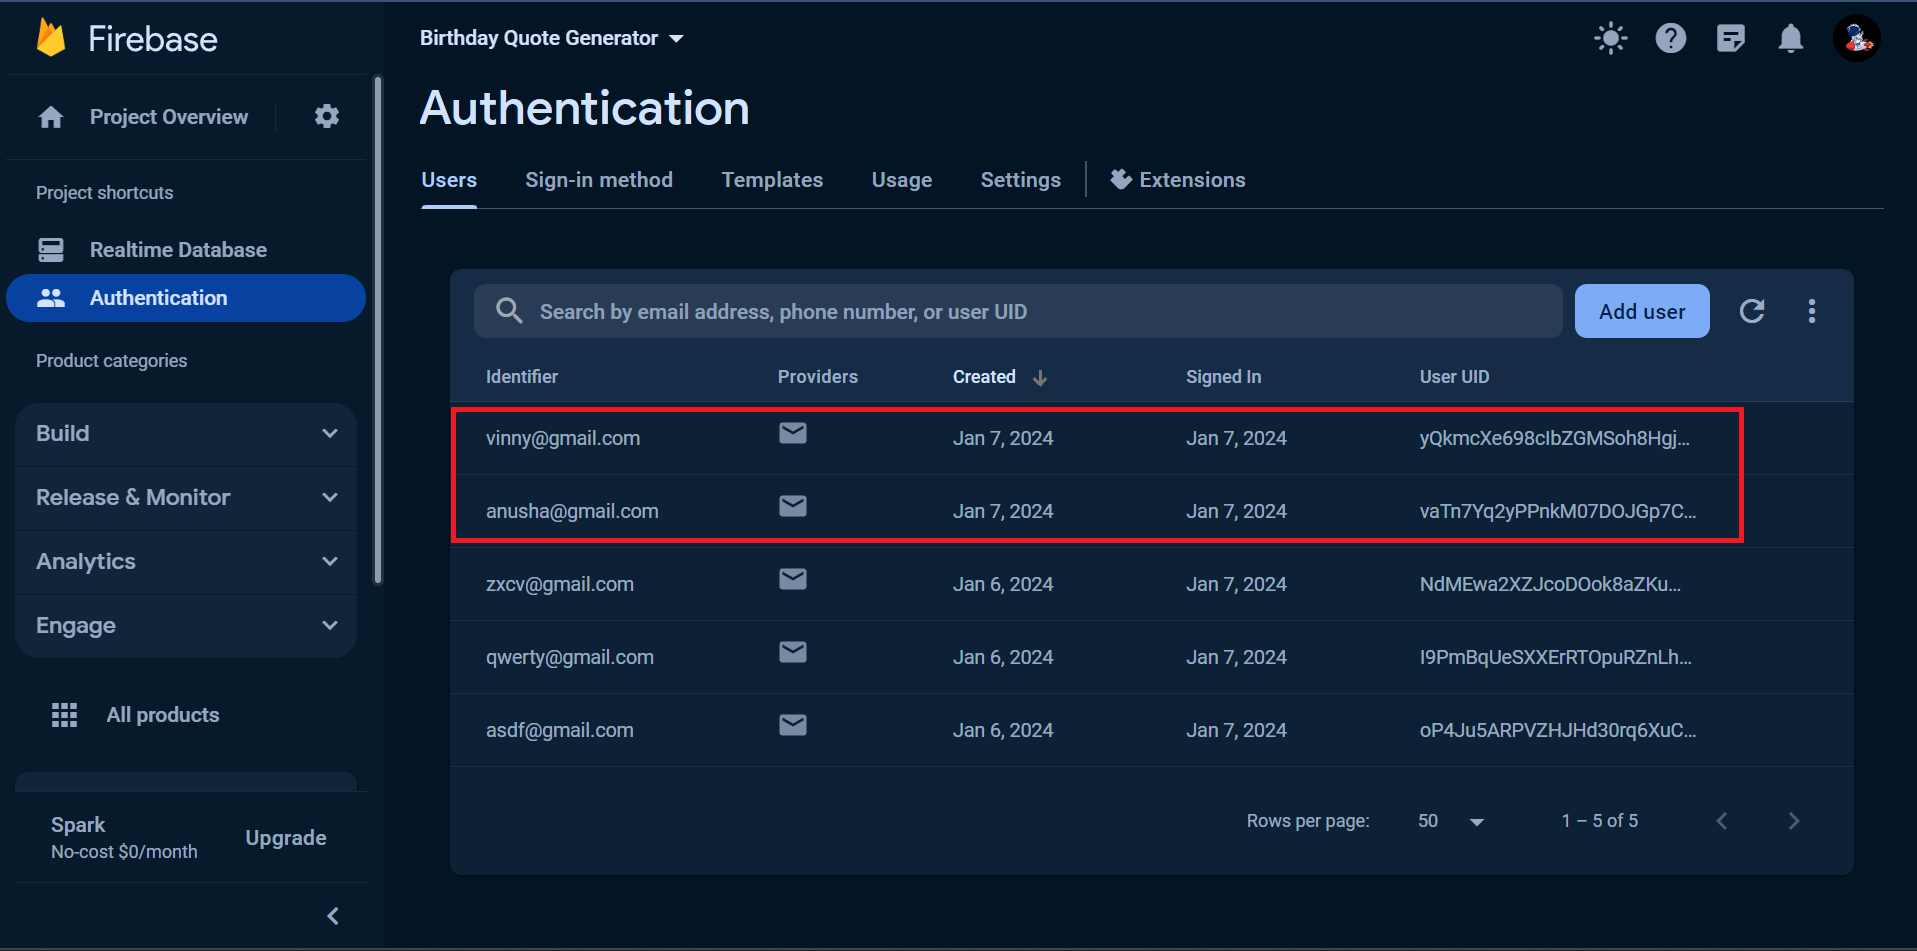 Firebase
Birthday Quote Generator
Project Overview
Authentication
Users Sign-in method Templates Usage Settings Extensions
Project shortcuts
Realtime Database
Authentication
Product categories
Build
Release & Monitor
Analytics
Engage
All products
Spark
No-cost $0/month
Upgrade
Search by email address, phone number, or user UID
Add user
Identifier Providers Created Signed In User UID
vinny@gmail.com Jan 7, 2024 Jan 7, 2024 yQkmcXe698cIbZGMSoh8Hgj...
anusha@gmail.com Jan 7, 2024 Jan 7, 2024 vaTn7Yq2yPPnkM07DOJGp7C...
zxcv@gmail.com Jan 6, 2024 Jan 7, 2024 NdMEwa2XZJcoDOok8aZKu...
qwerty@gmail.com Jan 6, 2024 Jan 7, 2024 I9PmBqUeSXXErRTOpuRZnLh...
asdf@gmail.com Jan 6, 2024 Jan 7, 2024 oP4Ju5ARPVZHJHd30rq6XuC...
Rows per page: 50 1 – 5 of 5